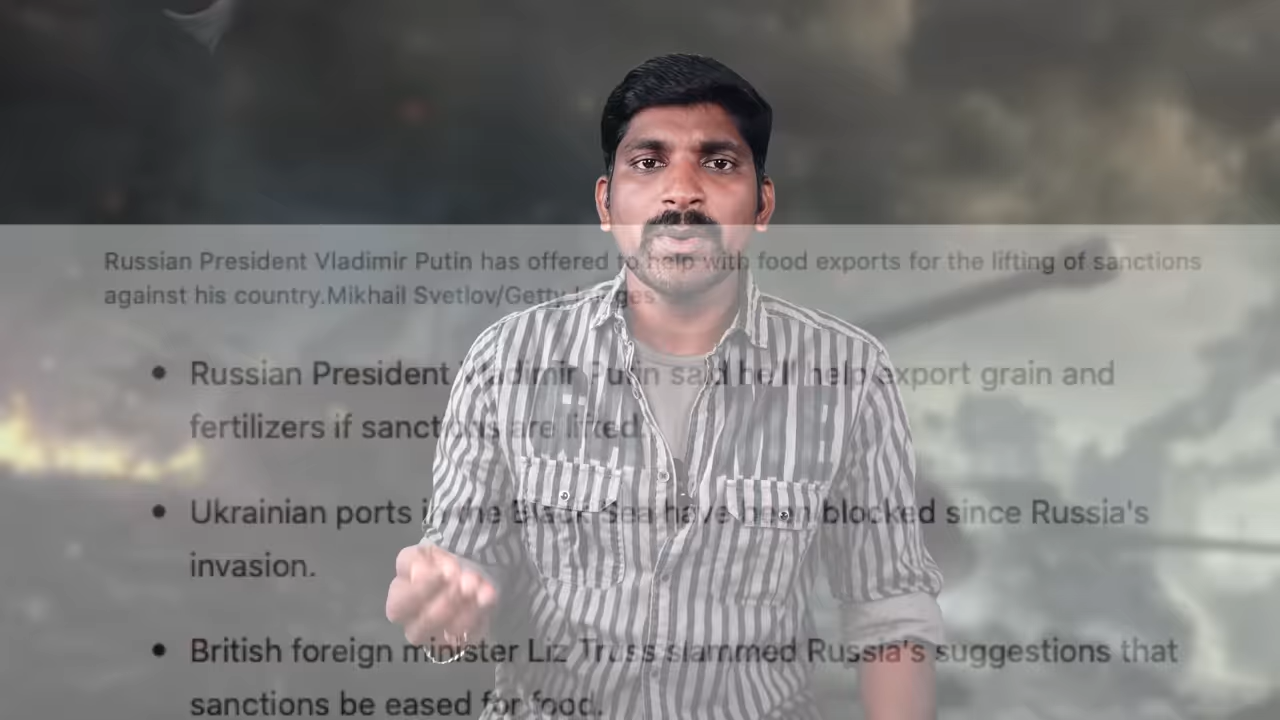 Russian President Vladimir Putin has offered to help with food exports for the lifting of sanctions
against his country.Mikhail Svetlov/Getty Images
• Russian President Vladimir Putin said he'll help export grain and
fertilizers if sanctions are lifted.
• Ukrainian ports in the Black Sea have been blocked since Russia's
invasion.
• British foreign minister Liz Truss slammed Russia's suggestions that
sanctions be eased for food.